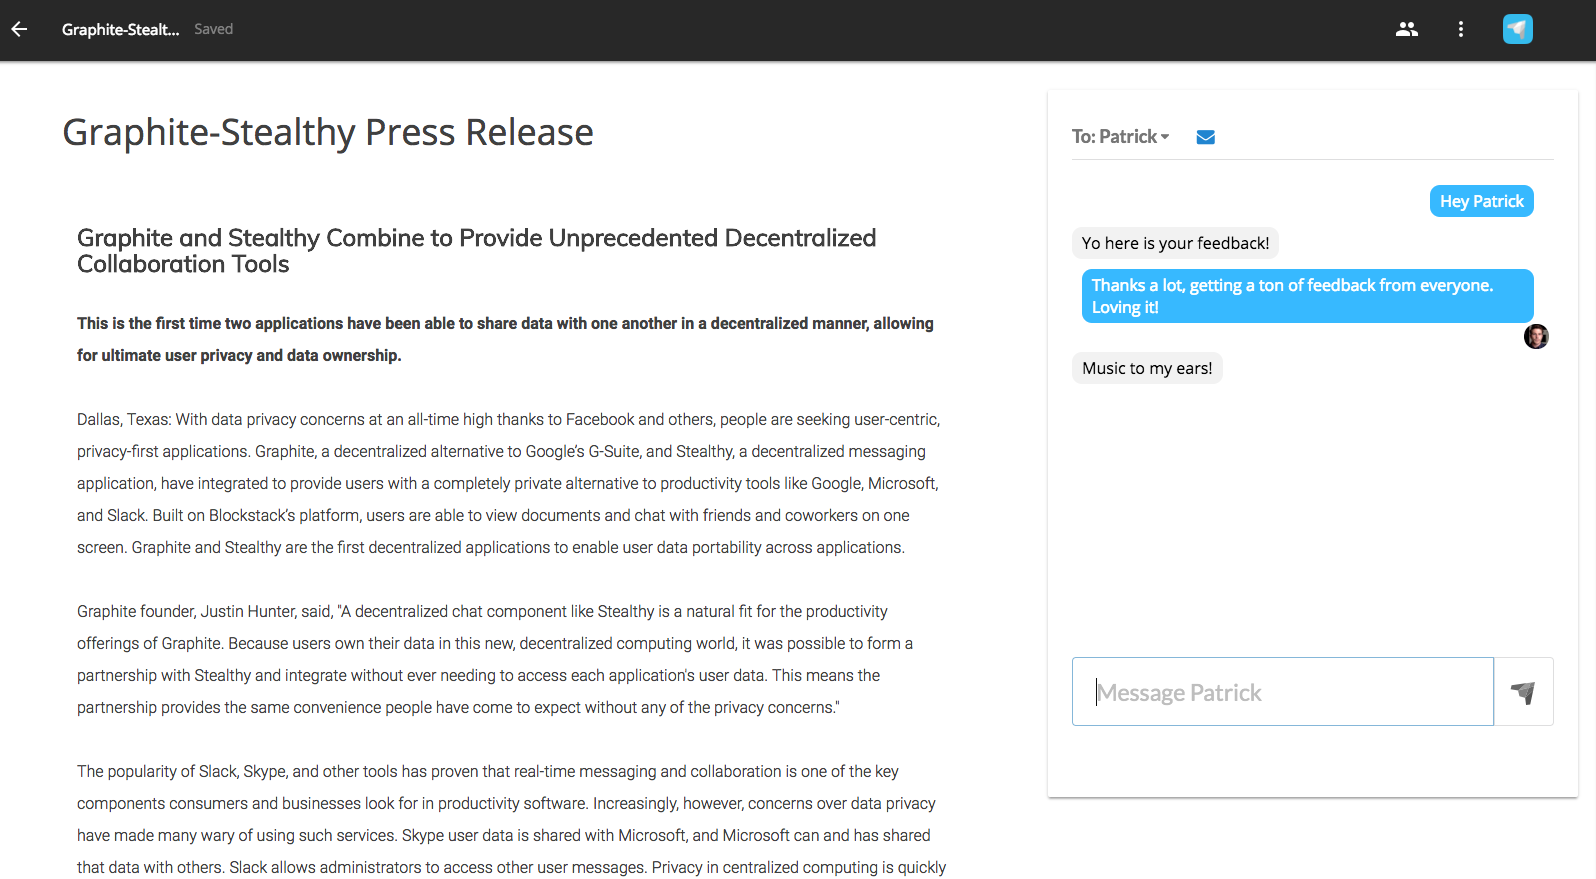 Graphite-Stealt... Saved
Graphite-Stealthy Press Release
Graphite and Stealthy Combine to Provide Unprecedented Decentralized
Collaboration Tools
This is the first time two applications have been able to share data with one another in a decentralized manner, allowing
for ultimate user privacy and data ownership.
Dallas, Texas: With data privacy concerns at an all-time high thanks to Facebook and others, people are seeking user-centric,
privacy-first applications. Graphite, a decentralized alternative to Google’s G-Suite, and Stealthy, a decentralized messaging
application, have integrated to provide users with a completely private alternative to productivity tools like Google, Microsoft,
and Slack. Built on Blockstack’s platform, users are able to view documents and chat with friends and coworkers on one
screen. Graphite and Stealthy are the first decentralized applications to enable user data portability across applications.
Graphite founder, Justin Hunter, said, "A decentralized chat component like Stealthy is a natural fit for the productivity
offerings of Graphite. Because users own their data in this new, decentralized computing world, it was possible to form a
partnership with Stealthy and integrate without ever needing to access each application's user data. This means the
partnership provides the same convenience people have come to expect without any of the privacy concerns."
The popularity of Slack, Skype, and other tools has proven that real-time messaging and collaboration is one of the key
components consumers and businesses look for in productivity software. Increasingly, however, concerns over data privacy
have made many wary of using such services. Skype user data is shared with Microsoft, and Microsoft can and has shared
that data with others. Slack allows administrators to access other user messages. Privacy in centralized computing is quickly
To: Patrick
Hey Patrick
Yo here is your feedback!
Thanks a lot, getting a ton of feedback from everyone.
Loving it!
Music to my ears!
Message Patrick